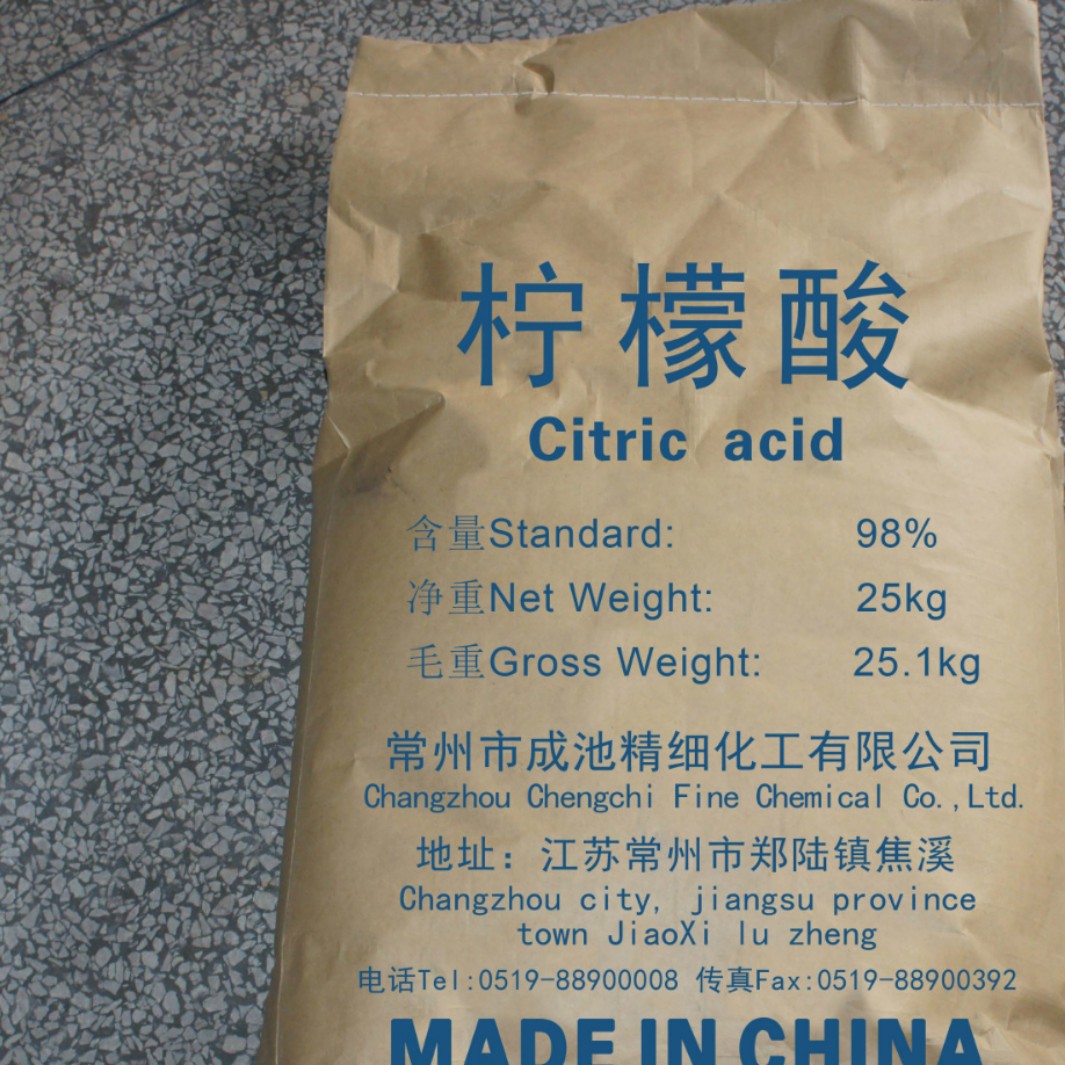 柠檬酸
Citric acid
含量Standard: 98%
净重Net Weight: 25kg
毛重Gross Weight: 25.1kg
常州市成池精细化工有限公司
Changzhou Chengchi Fine Chemical Co.,Ltd.
地址：江苏常州市郑陆镇焦溪
Changzhou city, jiangsu province
town JiaoXi lu zheng
电话Tel:0519-88900008 传真Fax:0519-88900392
MADE IN CHINA